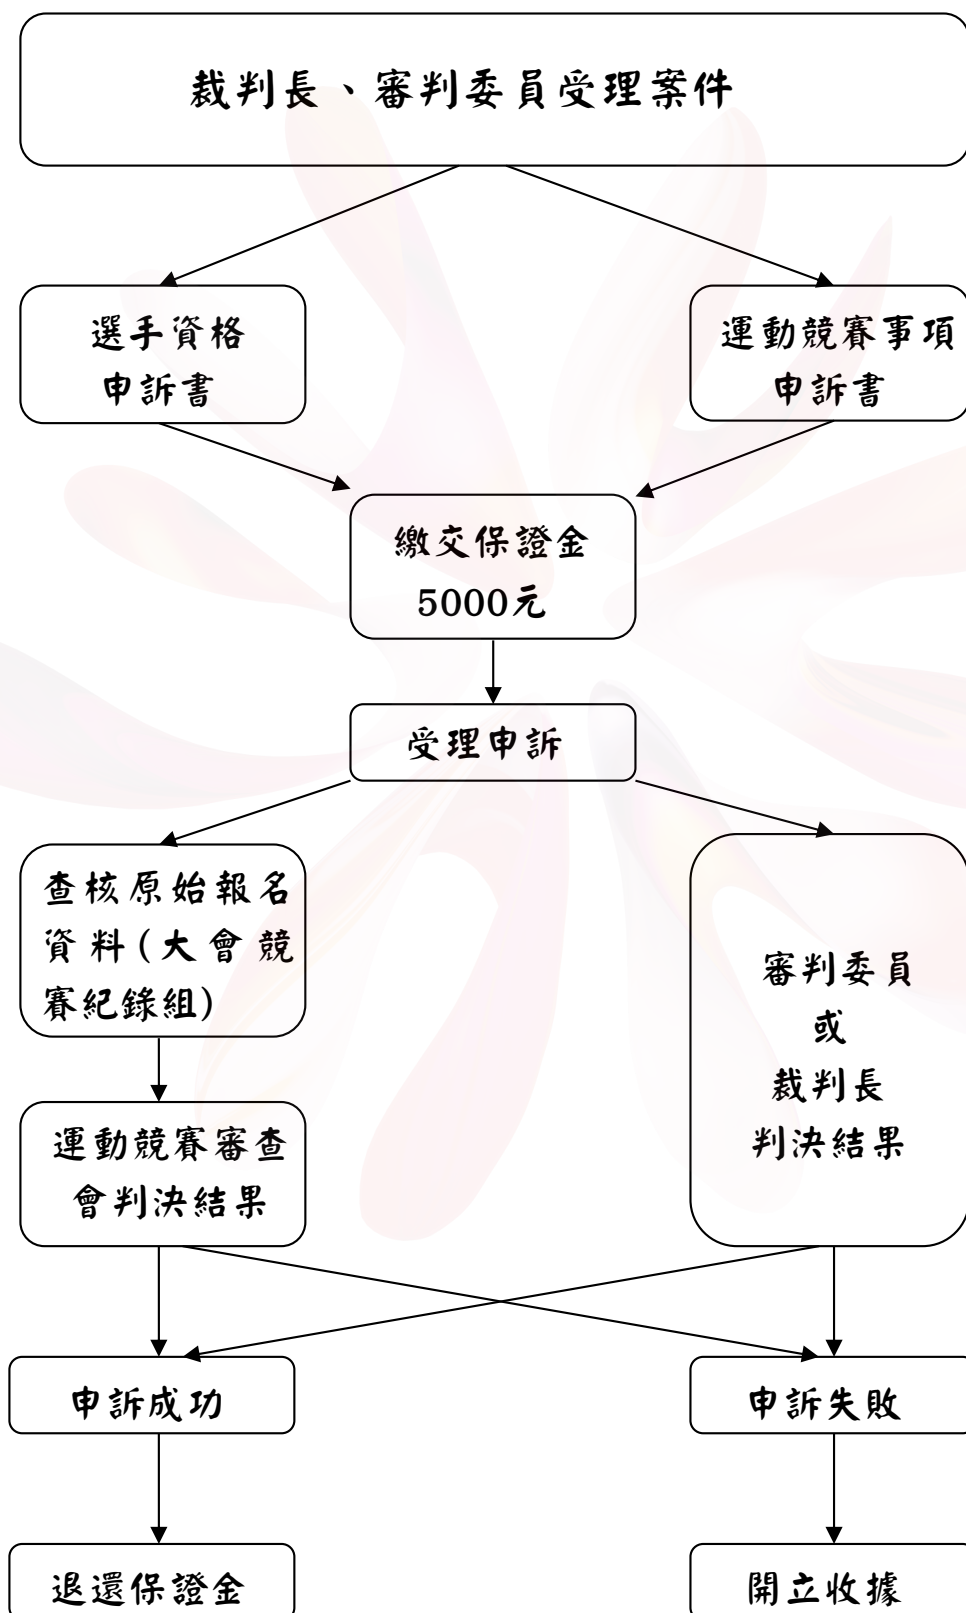 裁判長、審判委員受理案件
選手資格
申訴書
運動競賽事項
申訴書
繳交保證金
5000元
受理申訴
查核原始報名
資料(大會競
賽紀錄組)
審判委員
或
裁判長
判決結果
運動競賽審查
會判決結果
申訴成功
申訴失敗
退還保證金
開立收據